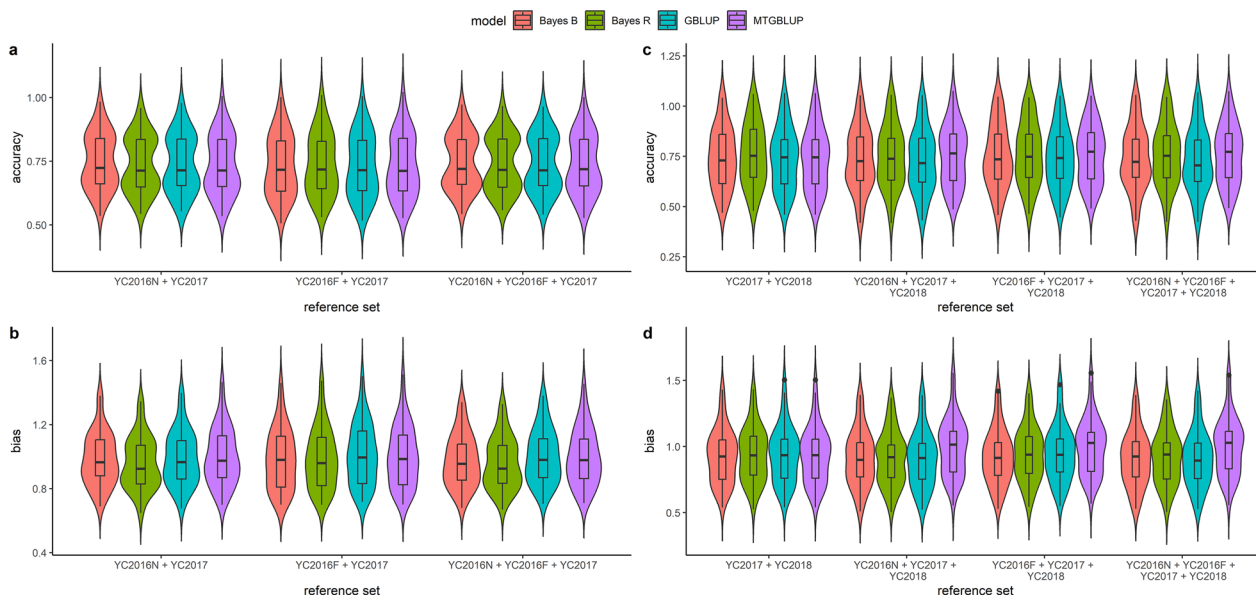 model Bayes B Bayes R GBLUP MTGBLUP
a
accuracy
1.00
0.75
0.50
YC2016N + YC2017 YC2016F + YC2017 YC2016N + YC2016F + YC2017
reference set
c
accuracy
1.25
1.00
0.75
0.50
0.25
YC2017 + YC2018 YC2016N + YC2017 + YC2016F + YC2017 + YC2016N + YC2016F +
YC2018 YC2018 YC2017 + YC2018
reference set
b
bias
1.6
1.2
0.8
0.4
YC2016N + YC2017 YC2016F + YC2017 YC2016N + YC2016F + YC2017
reference set
d
bias
1.5
1.0
0.5
YC2017 + YC2018 YC2016N + YC2017 + YC2016F + YC2017 + YC2016N + YC2016F +
YC2018 YC2018 YC2017 + YC2018
reference set